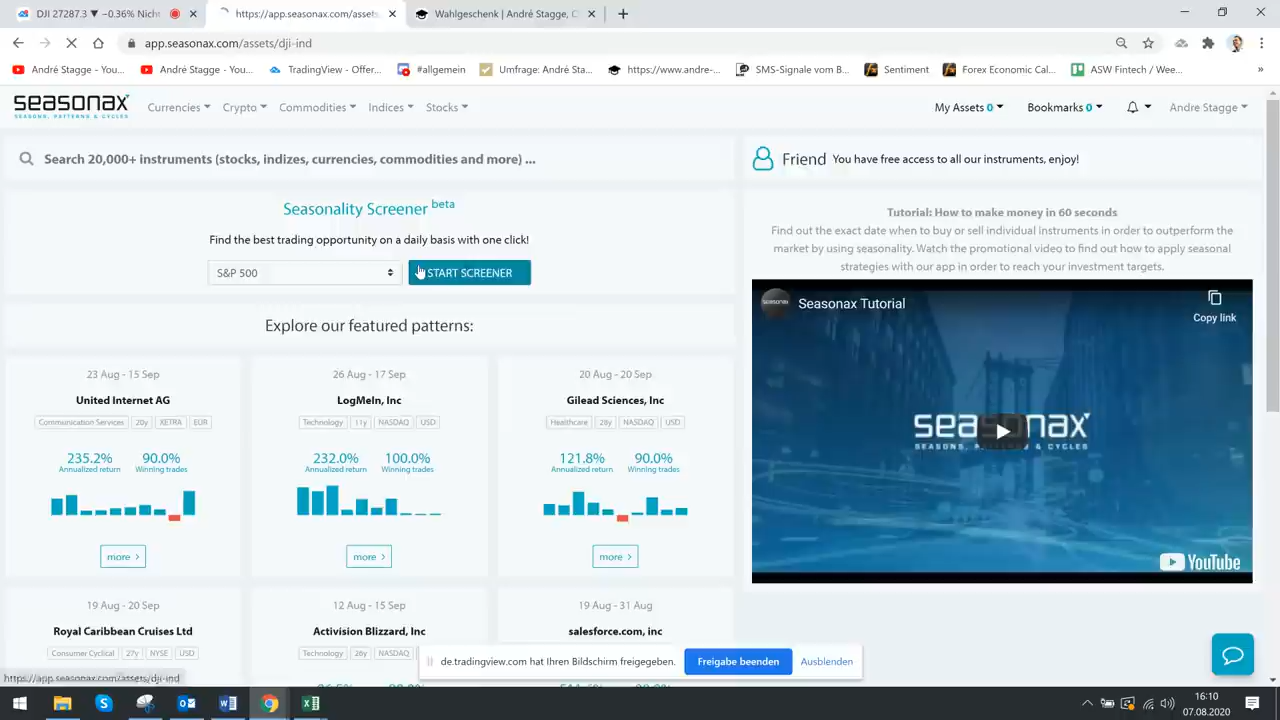 DJI 27287.3 ▼ −0.36% Nich
https://app.seasonax.com/assets
Wahlgeschenk | André Stagge, C
app.seasonax.com/assets/dji-ind
André Stagge - You...
André Stagge - You...
TradingView - Offer...
#allgemein
Umfrage: André Sta...
https://www.andre-...
SMS-Signale vom B...
Sentiment
Forex Economic Cal...
ASW Fintech / Wee...
»
seasonax
SEASONS, PATTERNS & CYCLES
Currencies
Crypto
Commodities
Indices
Stocks
My Assets 0
Bookmarks 0
Andre Stagge
Search 20,000+ instruments (stocks, indizes, currencies, commodities and more) ...
Friend You have free access to all our instruments, enjoy!
Seasonality Screener beta
Find the best trading opportunity on a daily basis with one click!
S&P 500
START SCREENER
Tutorial: How to make money in 60 seconds
Find out the exact date when to buy or sell individual instruments in order to outperform the
market by using seasonality. Watch the promotional video to find out how to apply seasonal
strategies with our app in order to reach your investment targets.
Seasonax Tutorial
Copy link
seasonax
SEASONS, PATTERNS & CYCLES
YouTube
Explore our featured patterns:
23 Aug - 15 Sep
United Internet AG
Communication Services 20y XETRA EUR
235.2% 90.0%
Annualized return Winning trades
more >
26 Aug - 17 Sep
LogMeIn, Inc
Technology 11y NASDAQ USD
232.0% 100.0%
Annualized return Winning trades
more >
20 Aug - 20 Sep
Gilead Sciences, Inc
Healthcare 28y NASDAQ USD
121.8% 90.0%
Annualized return Winning trades
more >
19 Aug - 20 Sep
Royal Caribbean Cruises Ltd
Consumer Cyclical 27y NYSE USD
12 Aug - 15 Sep
Activision Blizzard, Inc
Technology 26y NASDAQ
19 Aug - 31 Aug
salesforce.com, inc
de.tradingview.com hat Ihren Bildschirm freigegeben.
Freigabe beenden
Ausblenden
https://app.seasonax.com/assets/dji-ind
16:10
07.08.2020